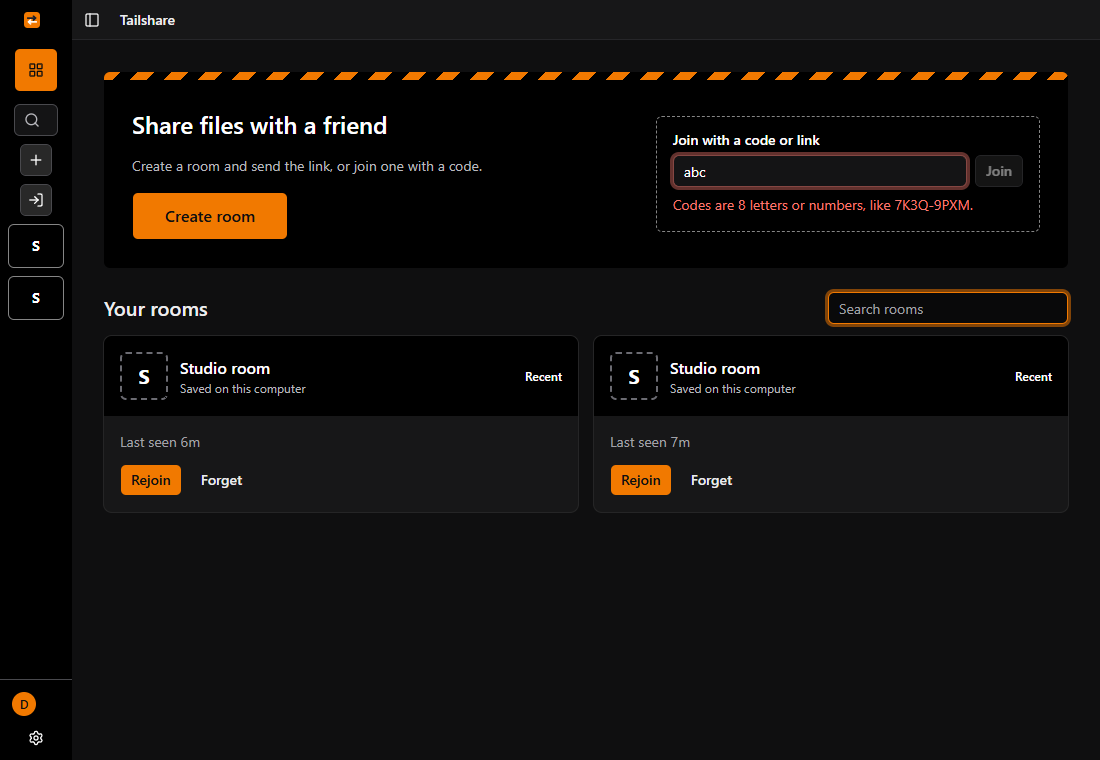 Tailshare
Share files with a friend
Create a room and send the link, or join one with a code.
Create room
Join with a code or link
abc
Join
Codes are 8 letters or numbers, like 7K3Q-9PXM.
S
S
Your rooms
Search rooms
S
Studio room
Saved on this computer
Recent
Last seen 6m
Rejoin
Forget
S
Studio room
Saved on this computer
Recent
Last seen 7m
Rejoin
Forget
D